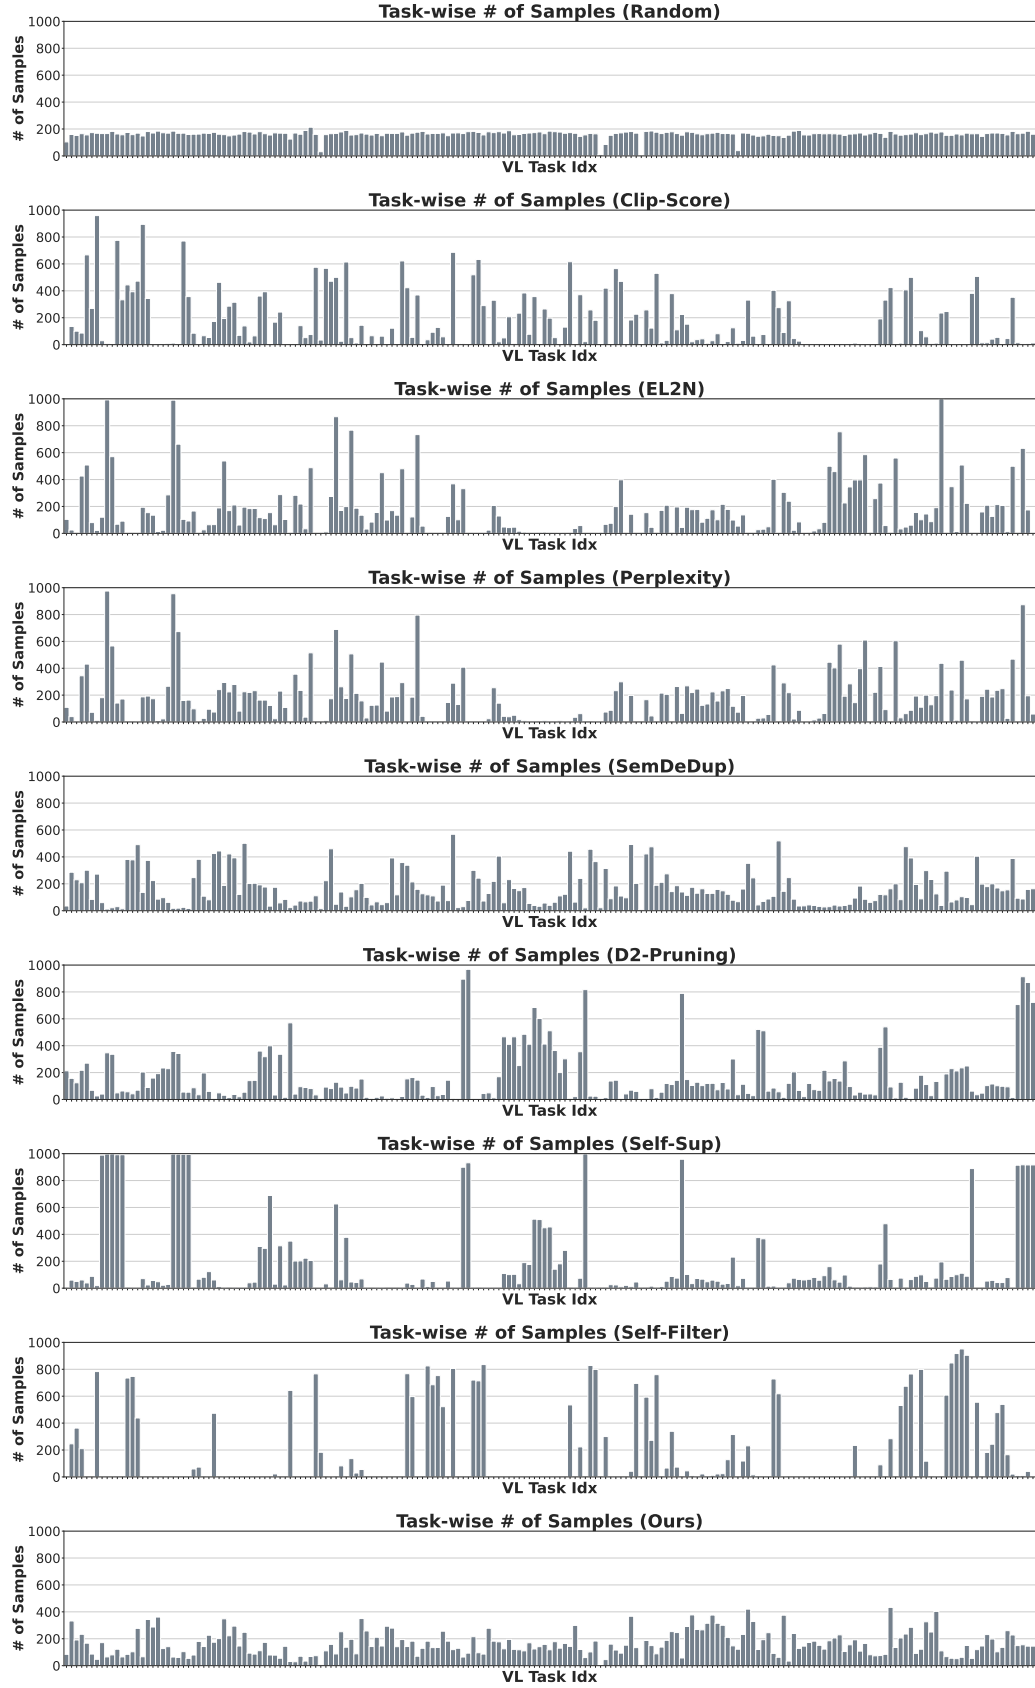 Task-wise # of Samples (Random)
1000
800
600
400
200
0
# of Samples
VL Task Idx
Task-wise # of Samples (Clip-Score)
1000
800
600
400
200
0
# of Samples
VL Task Idx
Task-wise # of Samples (EL2N)
1000
800
600
400
200
0
# of Samples
VL Task Idx
Task-wise # of Samples (Perplexity)
1000
800
600
400
200
0
# of Samples
VL Task Idx
Task-wise # of Samples (SemDeDup)
1000
800
600
400
200
0
# of Samples
VL Task Idx
Task-wise # of Samples (D2-Pruning)
1000
800
600
400
200
0
# of Samples
VL Task Idx
Task-wise # of Samples (Self-Sup)
1000
800
600
400
200
0
# of Samples
VL Task Idx
Task-wise # of Samples (Self-Filter)
1000
800
600
400
200
0
# of Samples
VL Task Idx
Task-wise # of Samples (Ours)
1000
800
600
400
200
0
# of Samples
VL Task Idx